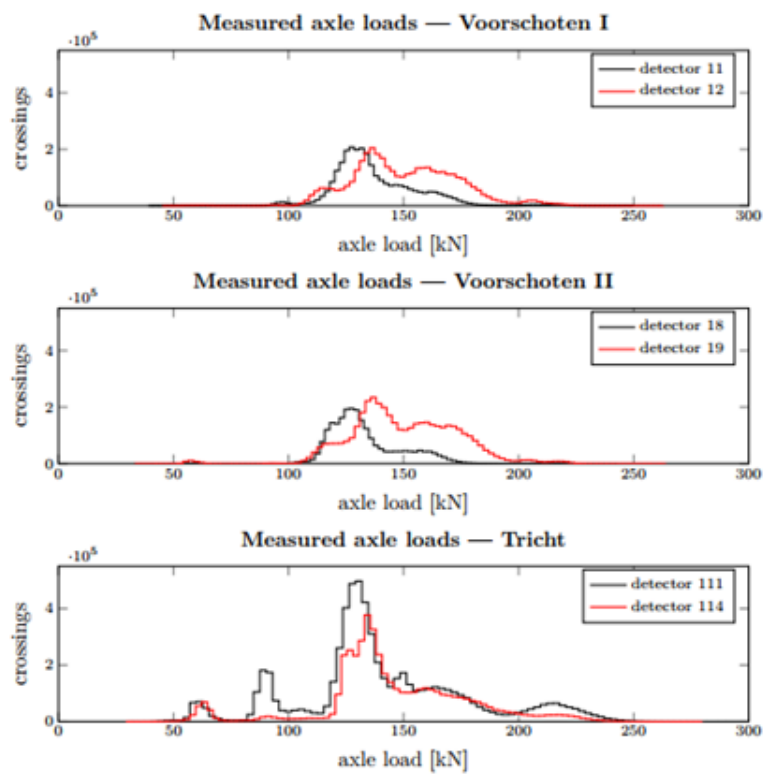 Measured axle loads — Voorschoten I
·10⁵
crossings
4
2
0
0 50 100 150 200 250 300
axle load [kN]
detector 11
detector 12
Measured axle loads — Voorschoten II
·10⁵
crossings
4
2
0
0 50 100 150 200 250 300
axle load [kN]
detector 18
detector 19
Measured axle loads — Tricht
·10⁵
crossings
4
2
0
0 50 100 150 200 250 300
axle load [kN]
detector 111
detector 114